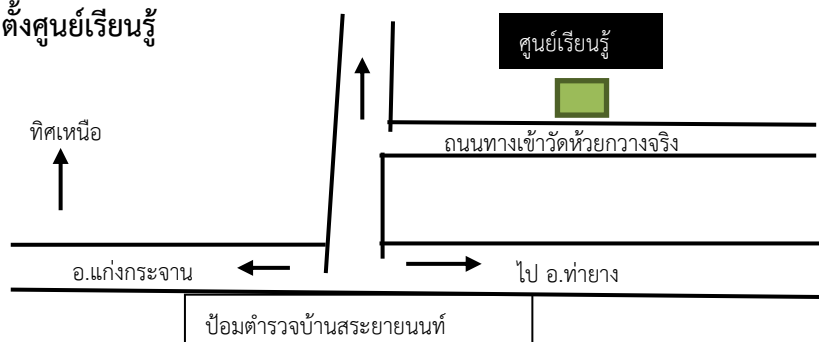 ตั้งศูนย์เรียนรู้
ศูนย์เรียนรู้
ทิศเหนือ
ถนนทางเข้าวัดห้วยกวางจริง
อ.แก่งกระจาน
ไป อ.ท่ายาง
ป้อมตำรวจบ้านสระยายนนท์